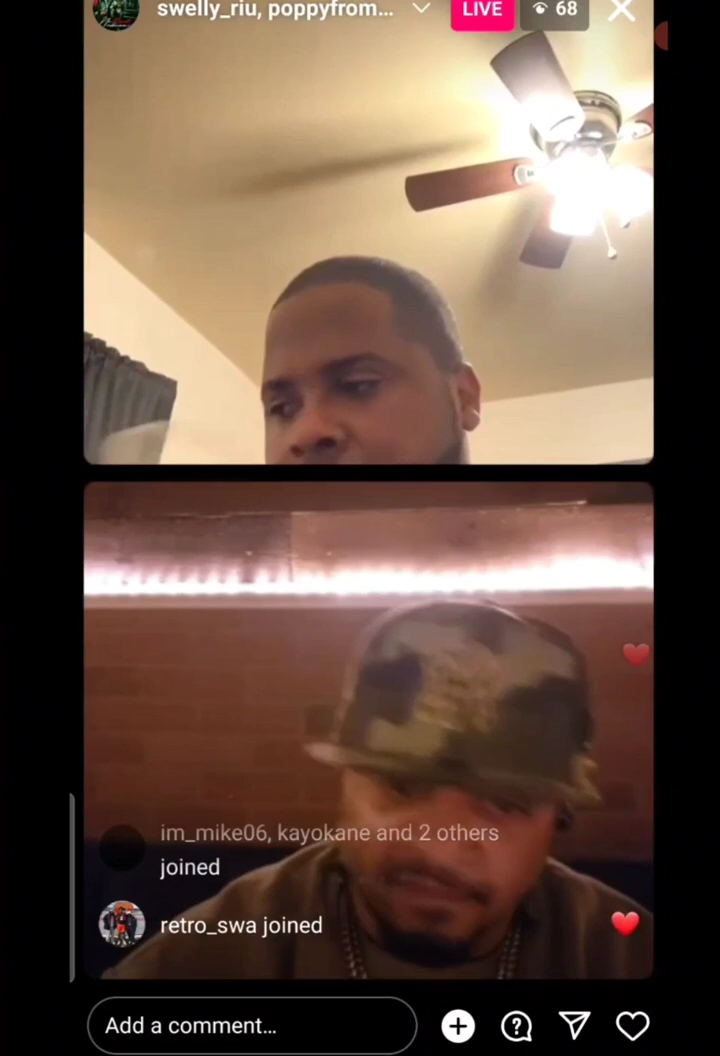 swelly_riu, poppyfrom...
LIVE
68
im_mike06, kayokane and 2 others
joined
retro_swa joined
Add a comment...